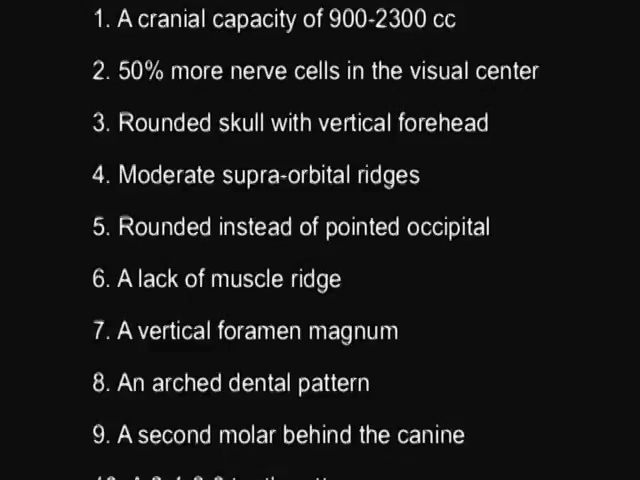 1. A cranial capacity of 900-2300 cc
2. 50% more nerve cells in the visual center
3. Rounded skull with vertical forehead
4. Moderate supra-orbital ridges
5. Rounded instead of pointed occipital
6. A lack of muscle ridge
7. A vertical foramen magnum
8. An arched dental pattern
9. A second molar behind the canine